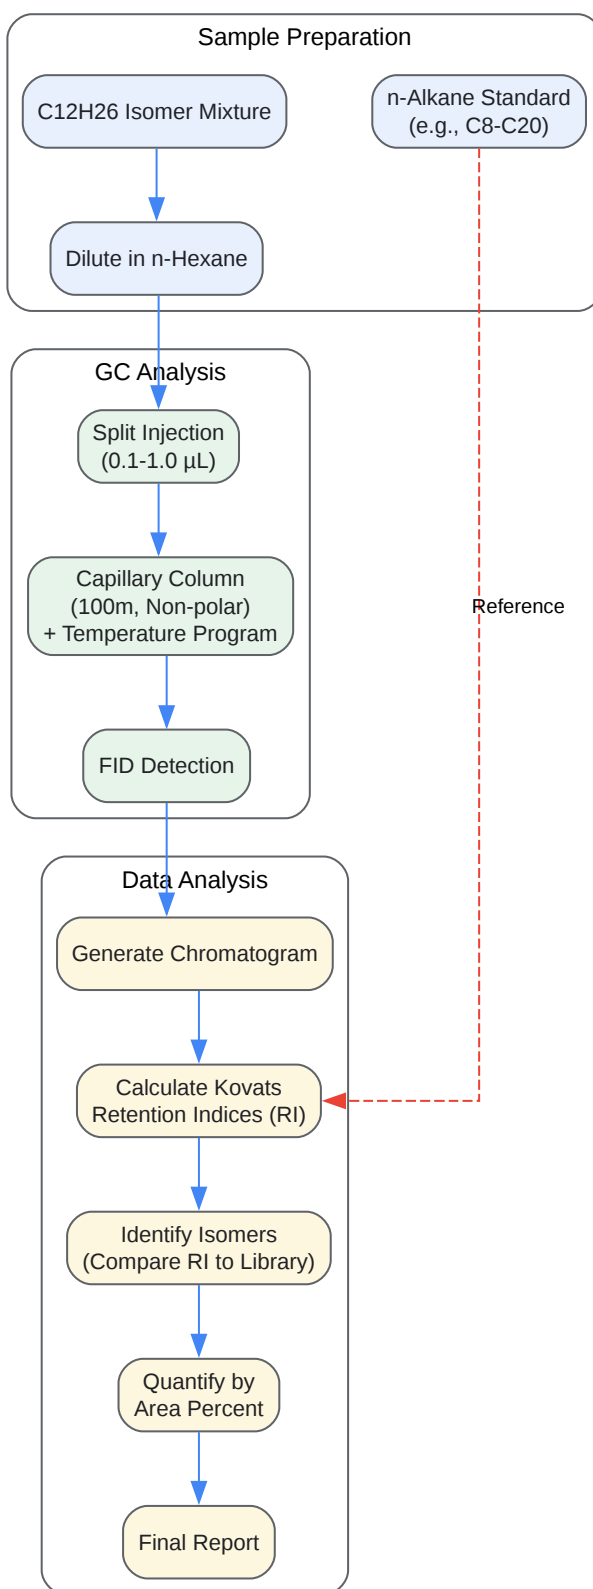 Sample Preparation
C12H26 Isomer Mixture
n-Alkane Standard
(e.g., C8-C20)
Dilute in n-Hexane
GC Analysis
Split Injection
(0.1-1.0 µL)
Capillary Column
(100m, Non-polar)
+ Temperature Program
Reference
FID Detection
Data Analysis
Generate Chromatogram
Calculate Kovats
Retention Indices (RI)
Identify Isomers
(Compare RI to Library)
Quantify by
Area Percent
Final Report